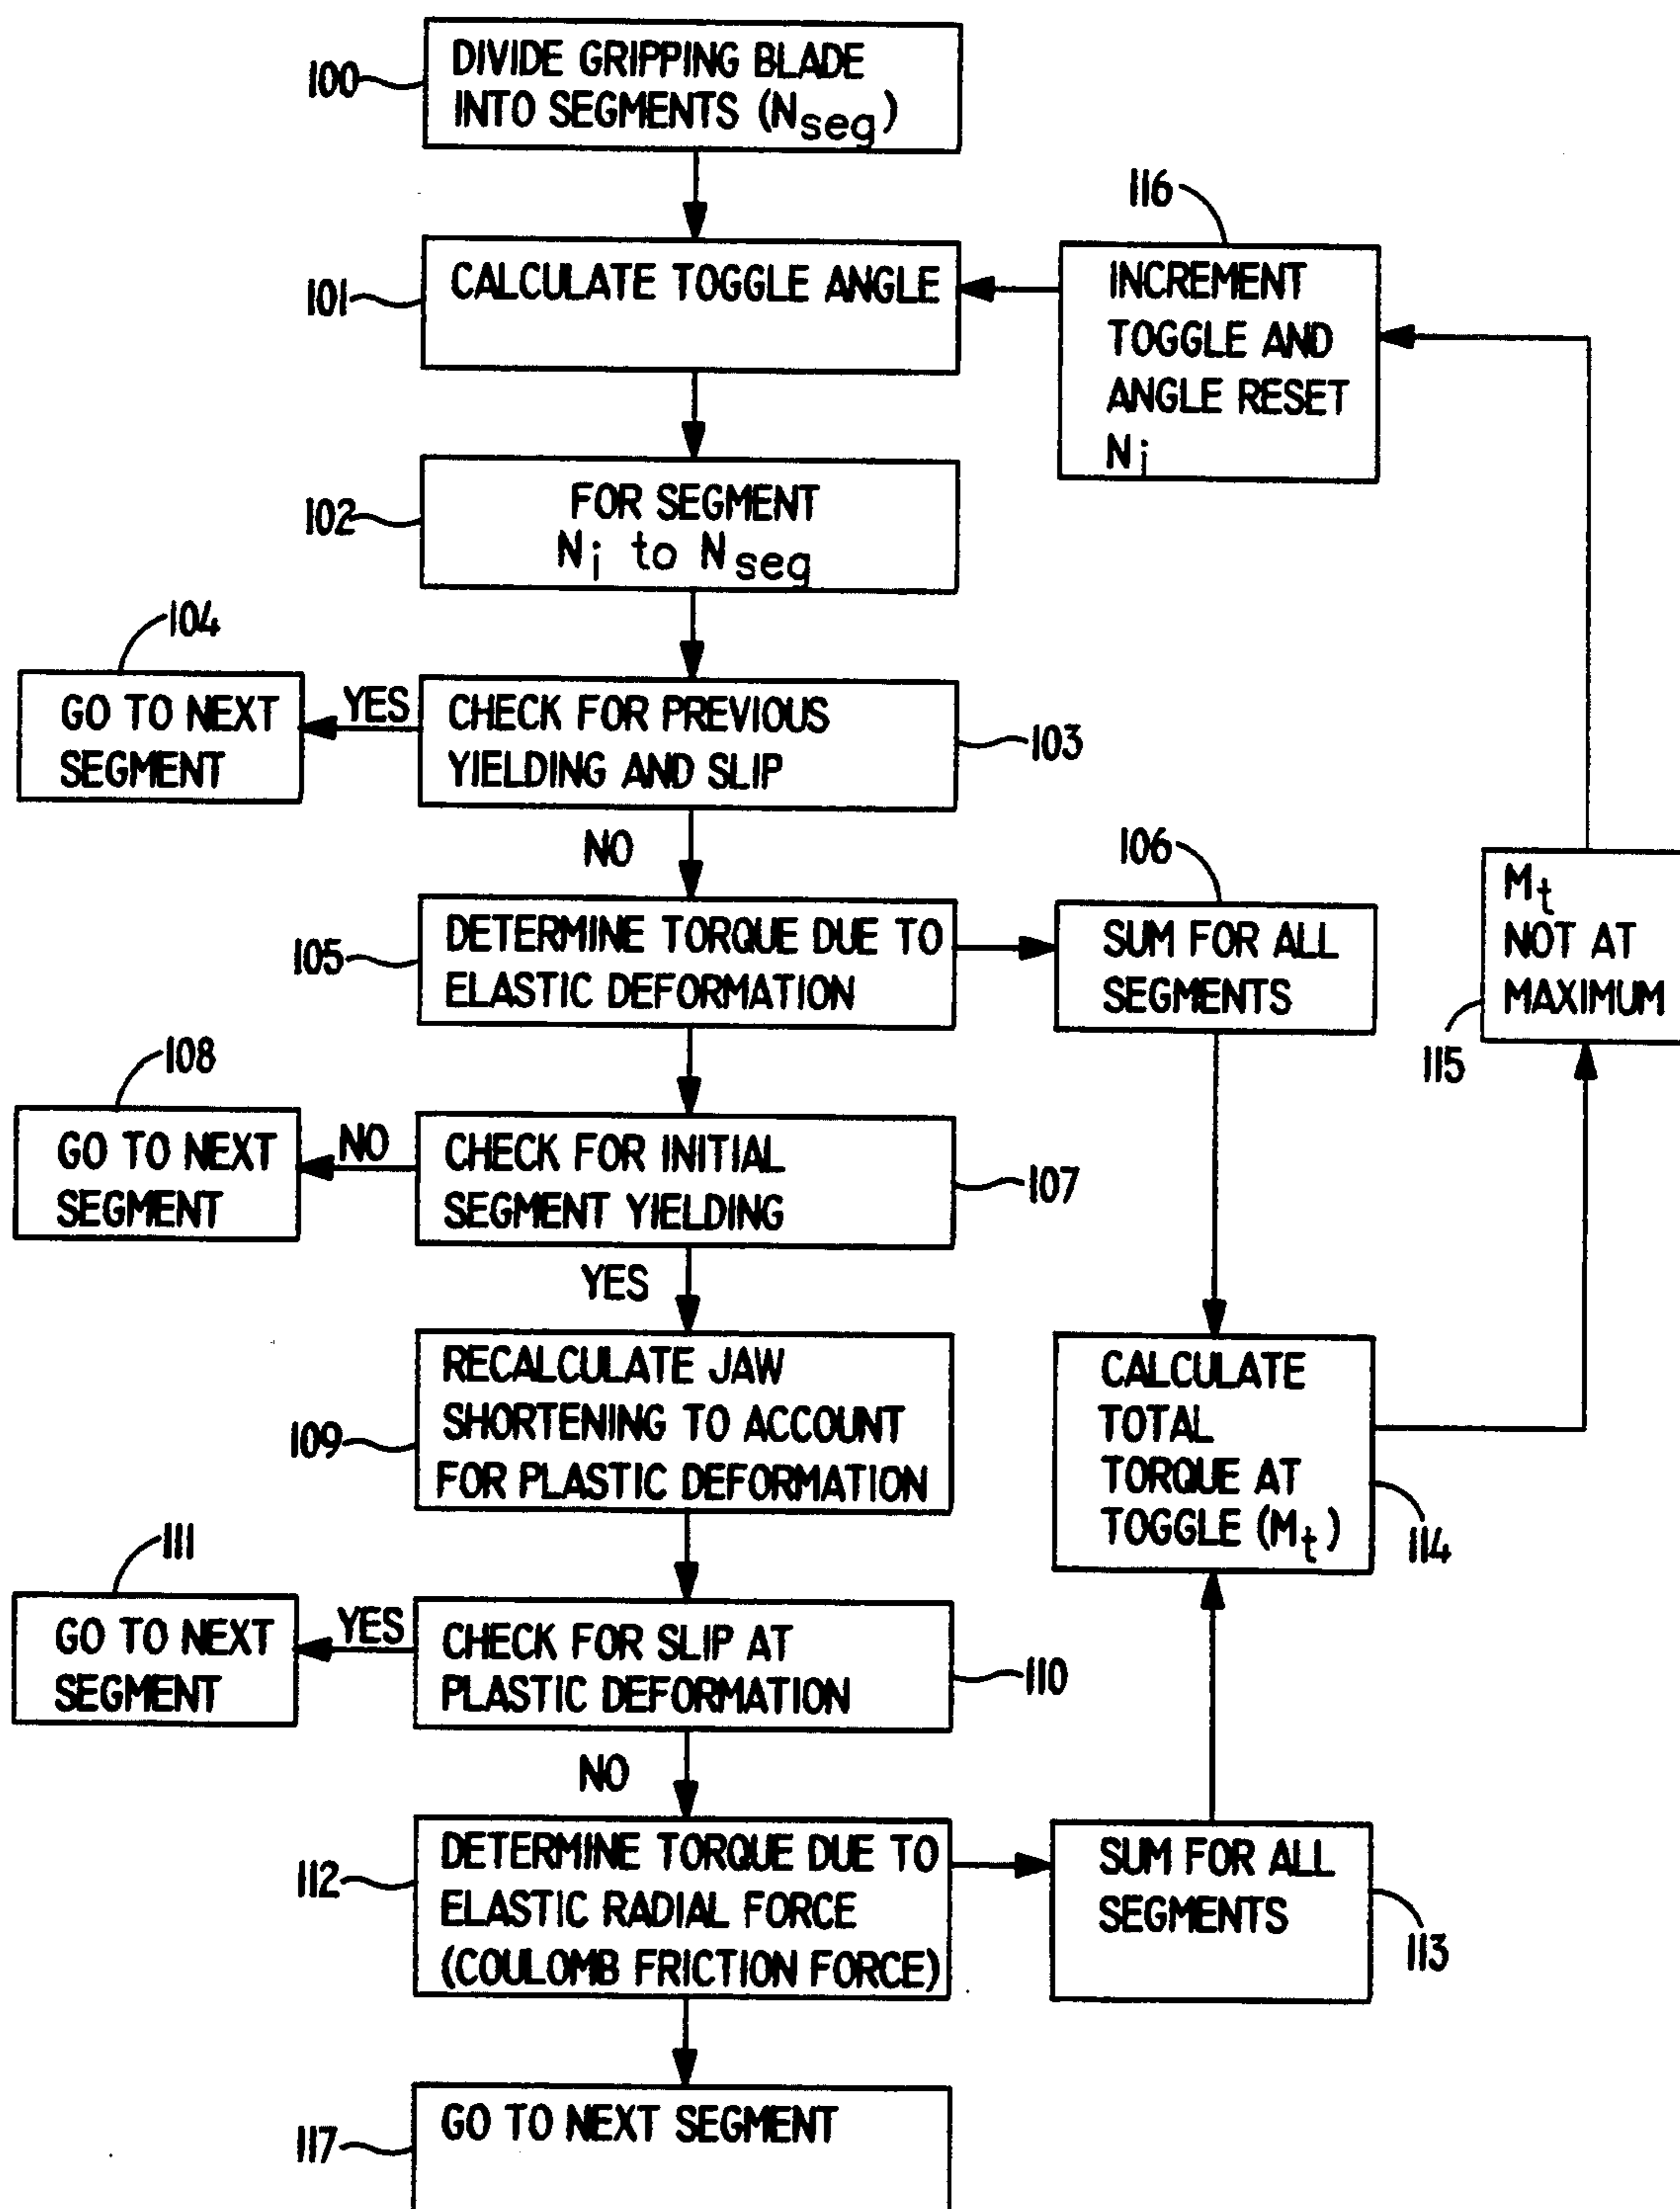 100
DIVIDE GRIPPING BLADE
INTO SEGMENTS (Nseg)
116
101
CALCULATE TOGGLE ANGLE
INCREMENT
TOGGLE AND
ANGLE RESET
Ni
102
FOR SEGMENT
Ni to Nseg
104
GO TO NEXT
SEGMENT
YES
CHECK FOR PREVIOUS
YIELDING AND SLIP
103
NO
106
105
DETERMINE TORQUE DUE TO
ELASTIC DEFORMATION
SUM FOR ALL
SEGMENTS
Mt
NOT AT
MAXIMUM
115
108
GO TO NEXT
SEGMENT
NO
CHECK FOR INITIAL
SEGMENT YIELDING
107
YES
109
RECALCULATE JAW
SHORTENING TO ACCOUNT
FOR PLASTIC DEFORMATION
CALCULATE
TOTAL
TORQUE AT
TOGGLE (Mt)
114
111
GO TO NEXT
SEGMENT
YES
CHECK FOR SLIP AT
PLASTIC DEFORMATION
110
NO
112
DETERMINE TORQUE DUE TO
ELASTIC RADIAL FORCE
(COULOMB FRICTION FORCE)
SUM FOR ALL
SEGMENTS
113
117
GO TO NEXT SEGMENT